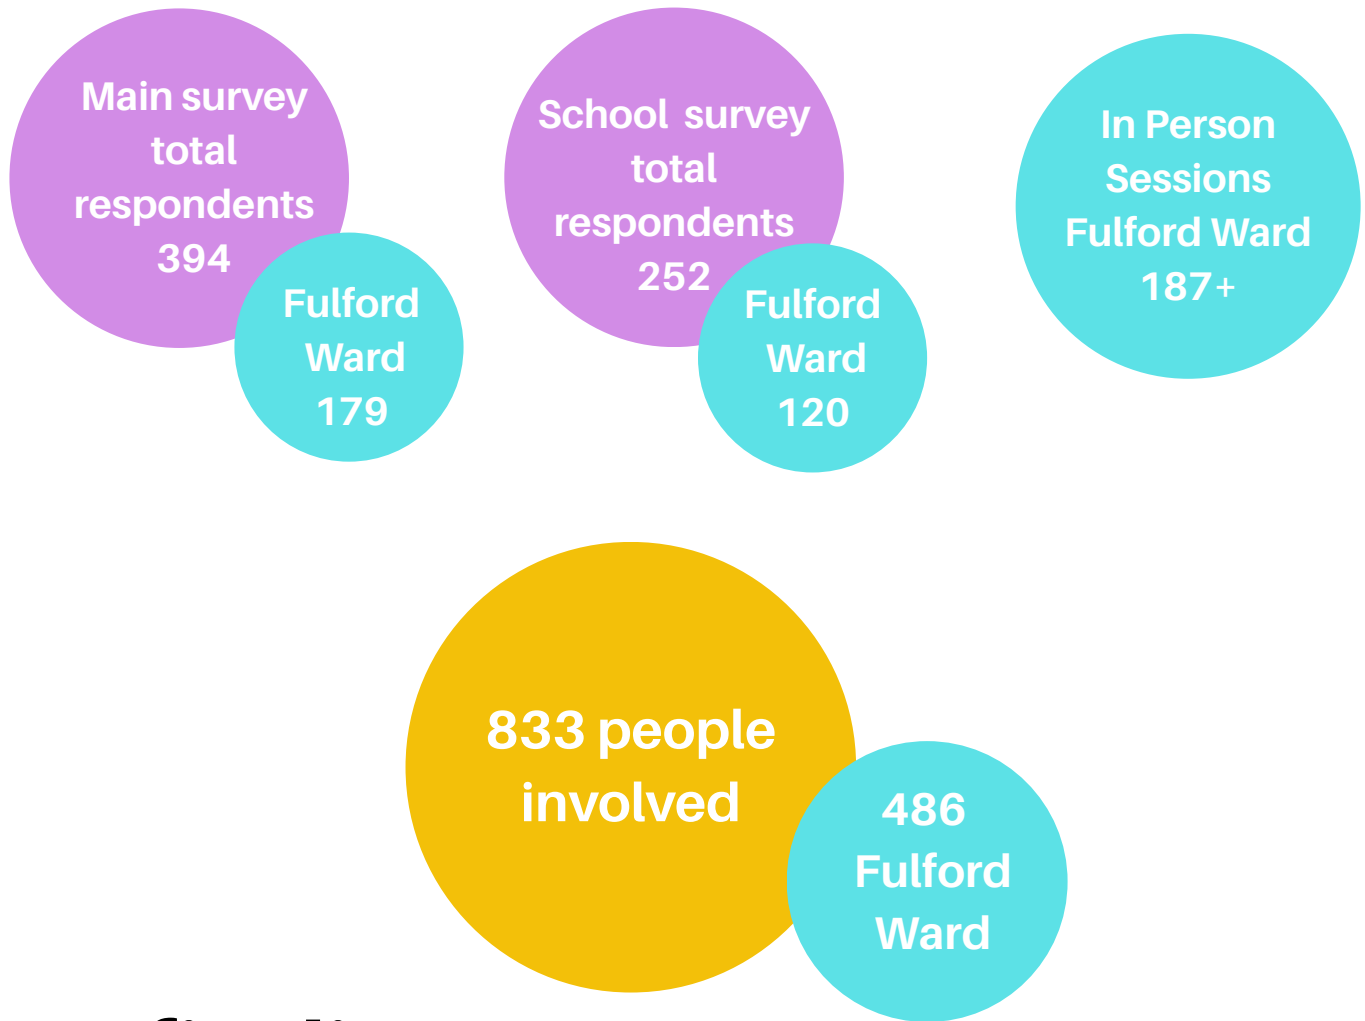 Main survey
total
respondents
394
Fulford
Ward
179
School survey
total
respondents
252
Fulford
Ward
120
In Person
Sessions
Fulford Ward
187+
833 people
involved
486
Fulford
Ward